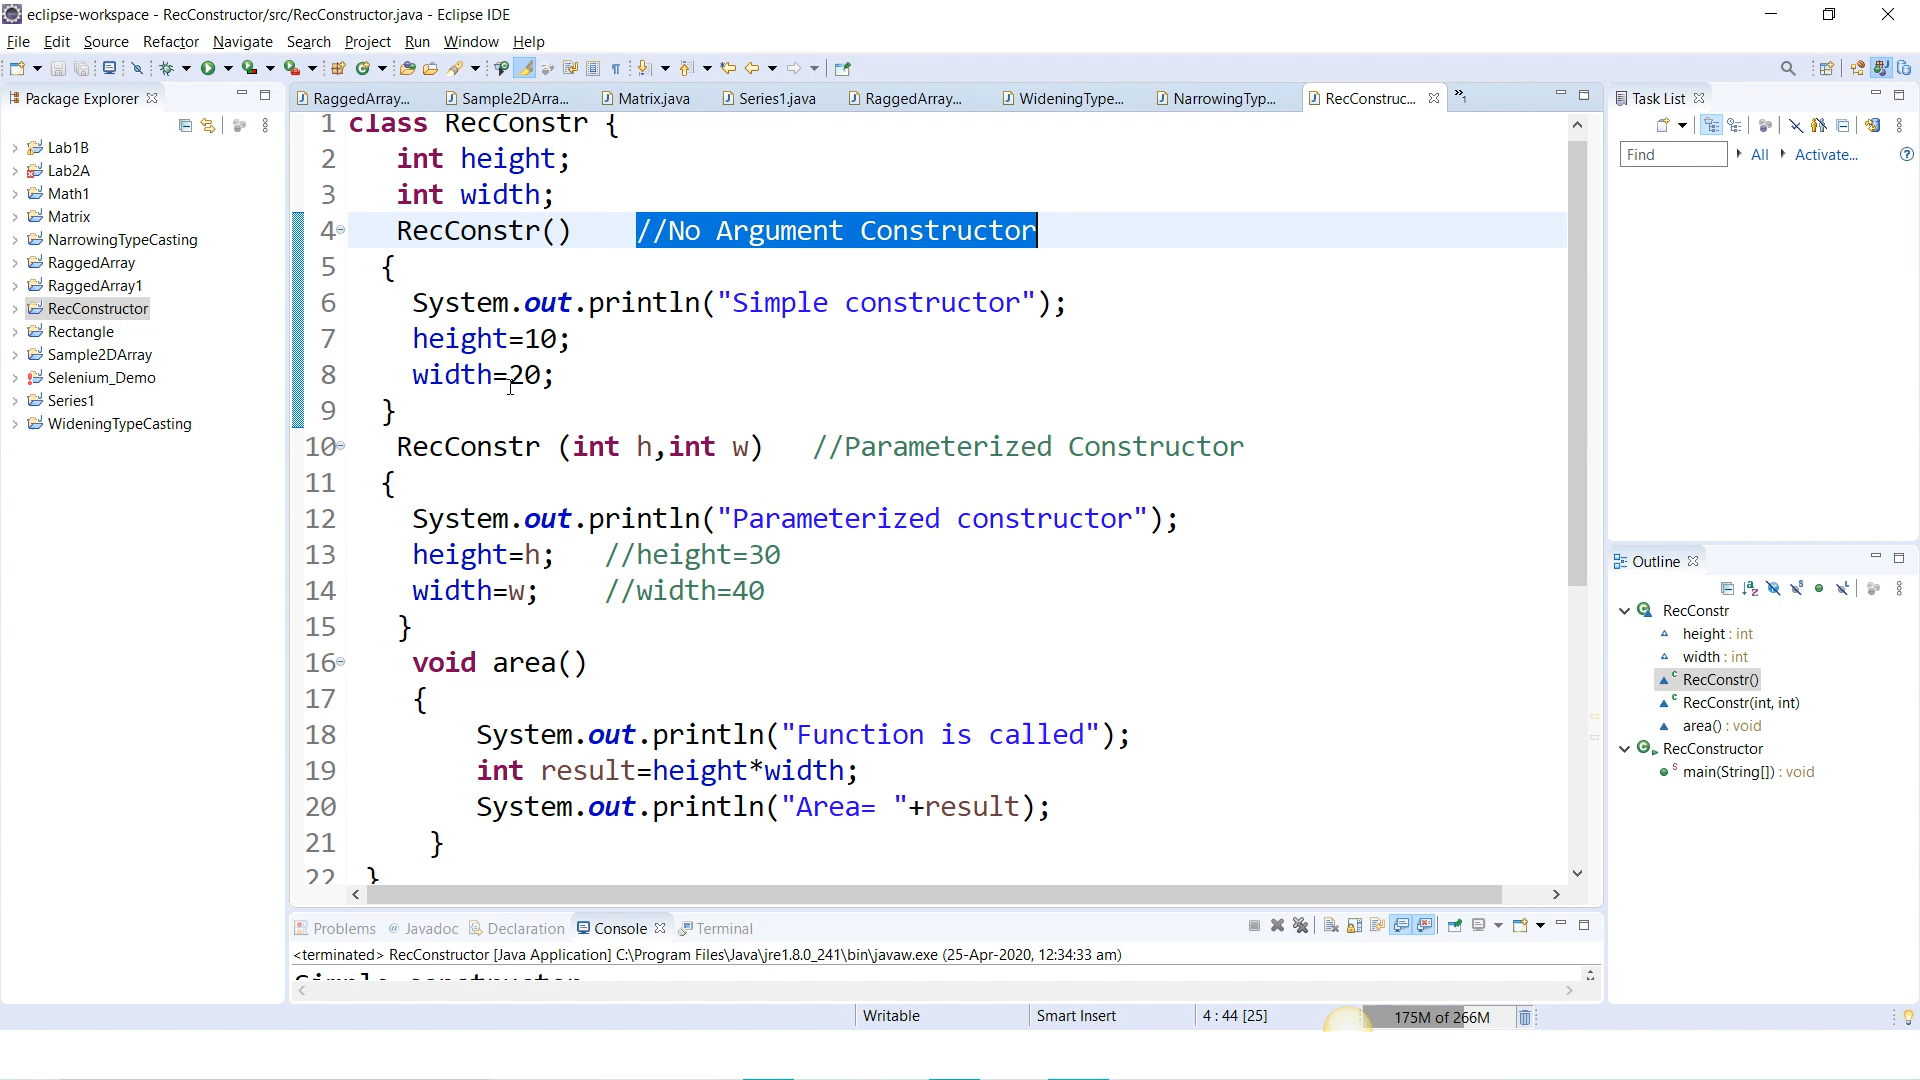 eclipse-workspace - RecConstructor/src/RecConstructor.java - Eclipse IDE
File Edit Source Refactor Navigate Search Project Run Window Help
Package Explorer
Lab1B
Lab2A
Math1
Matrix
NarrowingTypeCasting
RaggedArray
RaggedArray1
RecConstructor
Rectangle
Sample2DArray
Selenium_Demo
Series1
WideningTypeCasting
RaggedArray... Sample2DArra... Matrix.java Series1.java RaggedArray... WideningType... NarrowingTyp... RecConstruc... »1
1 class RecConstr {
2 int height;
3 int width;
4 RecConstr() //No Argument Constructor
5 {
6 System.out.println("Simple constructor");
7 height=10;
8 width=20;
9 }
10 RecConstr (int h,int w) //Parameterized Constructor
11 {
12 System.out.println("Parameterized constructor");
13 height=h; //height=30
14 width=w; //width=40
15 }
16 void area()
17 {
18 System.out.println("Function is called");
19 int result=height*width;
20 System.out.println("Area= "+result);
21 }
22 }
Problems @ Javadoc Declaration Console Terminal
<terminated> RecConstructor [Java Application] C:\Program Files\Java\jre1.8.0_241\bin\javaw.exe (25-Apr-2020, 12:34:33 am)
Simple constructor
Task List
Find All Activate...
Outline
RecConstr
height : int
width : int
RecConstr()
RecConstr(int, int)
area() : void
RecConstructor
main(String[]) : void
Writable Smart Insert 4 : 44 [25] 175M of 266M